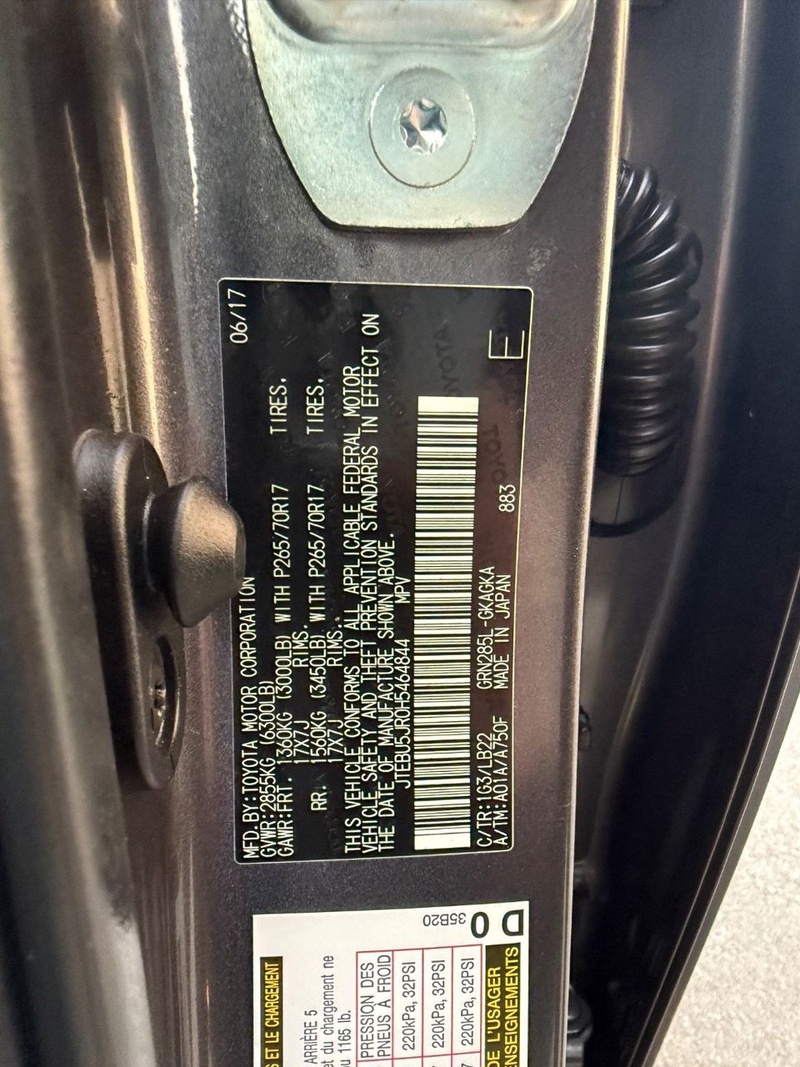 MFD.BY:TOYOTA MOTOR CORPORATION 06/17
GVWR:2855KG (6300LB)
GAWR:FRT. 1360KG (3000LB) WITH P265/70R17 TIRES.
17X7J RIMS.
RR. 1560KG (3450LB) WITH P265/70R17 TIRES.
17X7J RIMS.
THIS VEHICLE CONFORMS TO ALL APPLICABLE FEDERAL MOTOR
VEHICLE SAFETY AND THEFT PREVENTION STANDARDS IN EFFECT ON
THE DATE OF MANUFACTURE SHOWN ABOVE.
JTEBU5JR0H5464844 MPV
C/TR:1G3/LB22 GRN285L-GKAGKA
A/TM:A01A/A750F MADE IN JAPAN 883
E
S ET LE CHARGEMENT
ARRIÈRE 5
et du chargement ne
ou 1165 lb.
PRESSION DES
PNEUS À FROID
220kPa, 32PSI
220kPa, 32PSI
220kPa, 32PSI
DE L'USAGER
ENSEIGNEMENTS
35B20
D 0